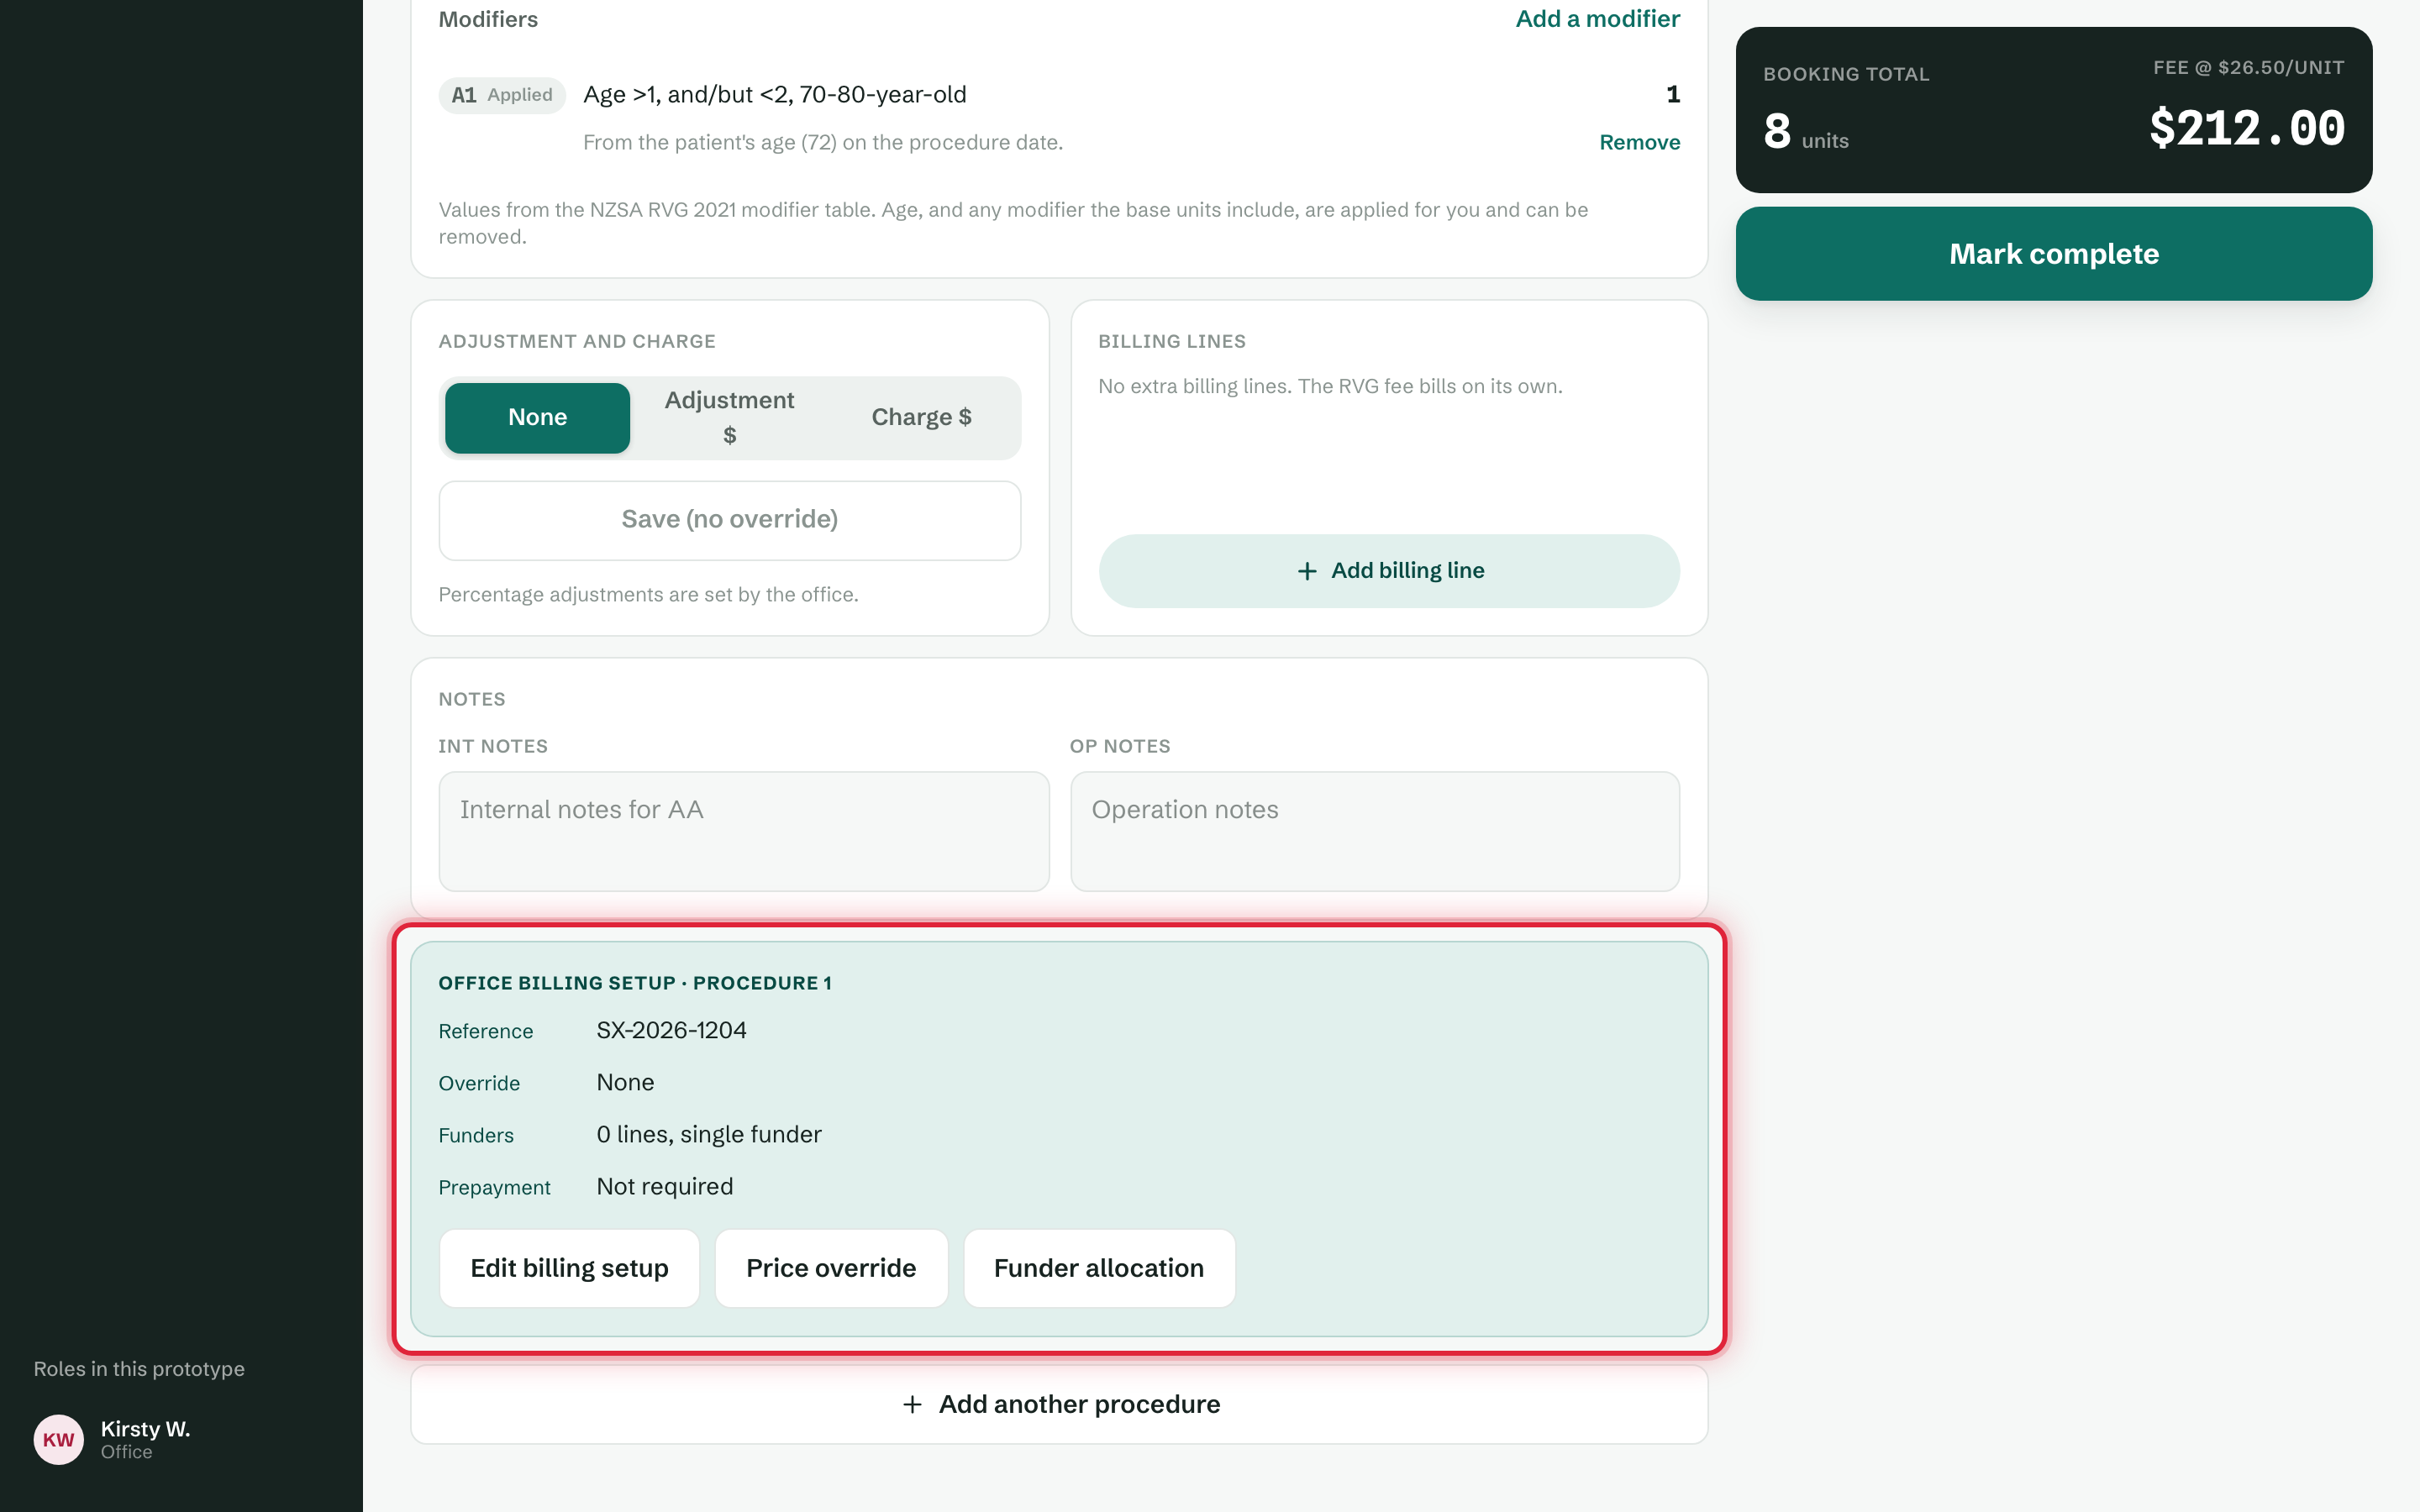 Modifiers
Add a modifier
A1 Applied
Age >1, and/but <2, 70-80-year-old
1
From the patient's age (72) on the procedure date.
Remove
Values from the NZSA RVG 2021 modifier table. Age, and any modifier the base units include, are applied for you and can be
removed.
ADJUSTMENT AND CHARGE
None
Adjustment
$
Charge $
Save (no override)
Percentage adjustments are set by the office.
BILLING LINES
No extra billing lines. The RVG fee bills on its own.
+ Add billing line
NOTES
INT NOTES
Internal notes for AA
OP NOTES
Operation notes
OFFICE BILLING SETUP · PROCEDURE 1
Reference SX-2026-1204
Override None
Funders 0 lines, single funder
Prepayment Not required
Edit billing setup
Price override
Funder allocation
+ Add another procedure
BOOKING TOTAL
8 units
FEE @ $26.50/UNIT
$212.00
Mark complete
Roles in this prototype
KW
Kirsty W.
Office